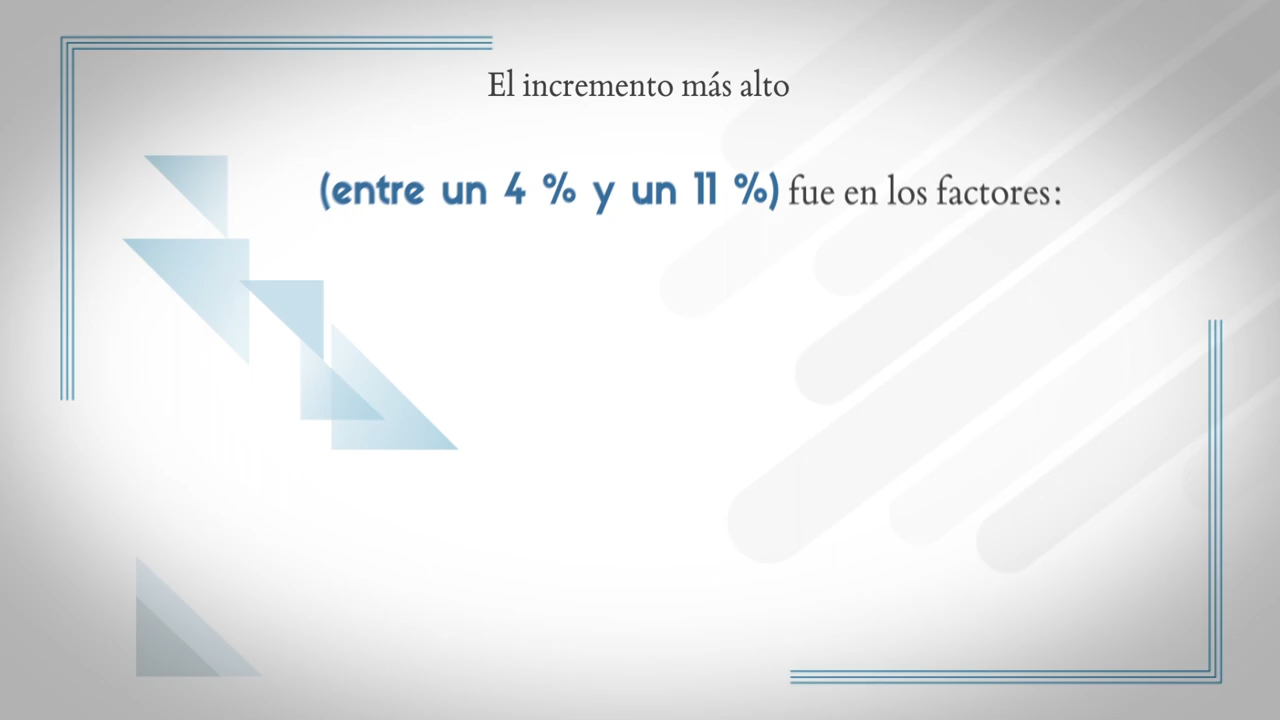 El incremento más alto
(entre un 4 % y un 11 %) fue en los factores: